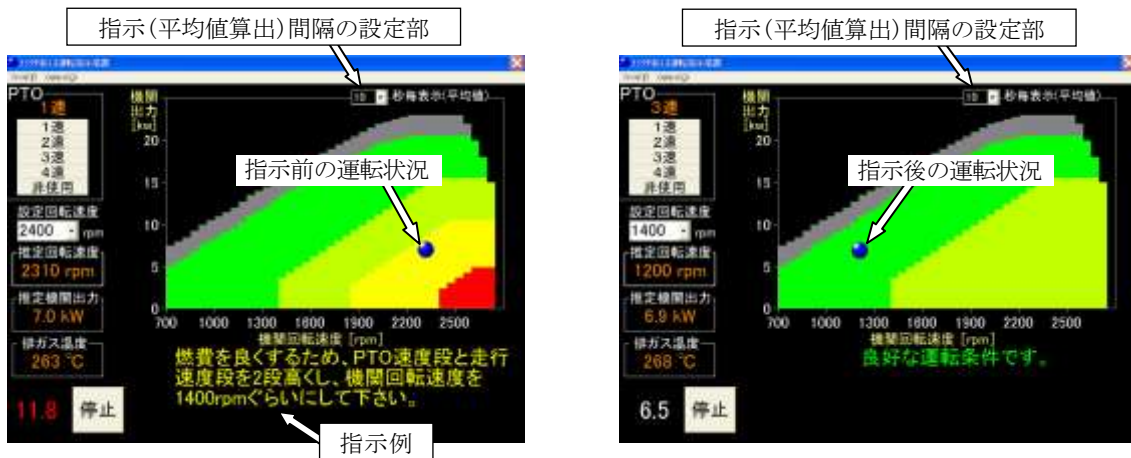 指示(平均値算出)間隔の設定部
PTO
1速
1速
2速
3速
4速
非使用
設定回転速度
2400 rpm
推定回転速度
2310 rpm
推定機関出力
7.0 kW
排ガス温度
263 ℃
11.8 停止
機関
出力
[kw]
10 秒毎表示(平均値)
20
15
10
5
0
指示前の運転状況
700 1000 1300 1600 1900 2200 2500
機関回転速度 [rpm]
燃費を良くするため、PTO速度段と走行
速度段を2段高くし、機関回転速度を
1400rpmぐらいにして下さい。
指示例
指示(平均値算出)間隔の設定部
PTO
3速
1速
2速
3速
4速
非使用
設定回転速度
1400 rpm
推定回転速度
1200 rpm
推定機関出力
6.9 kW
排ガス温度
268 ℃
6.5 停止
機関
出力
[kw]
10 秒毎表示(平均値)
20
15
10
5
0
指示後の運転状況
700 1000 1300 1600 1900 2200 2500
機関回転速度 [rpm]
良好な運転条件です。